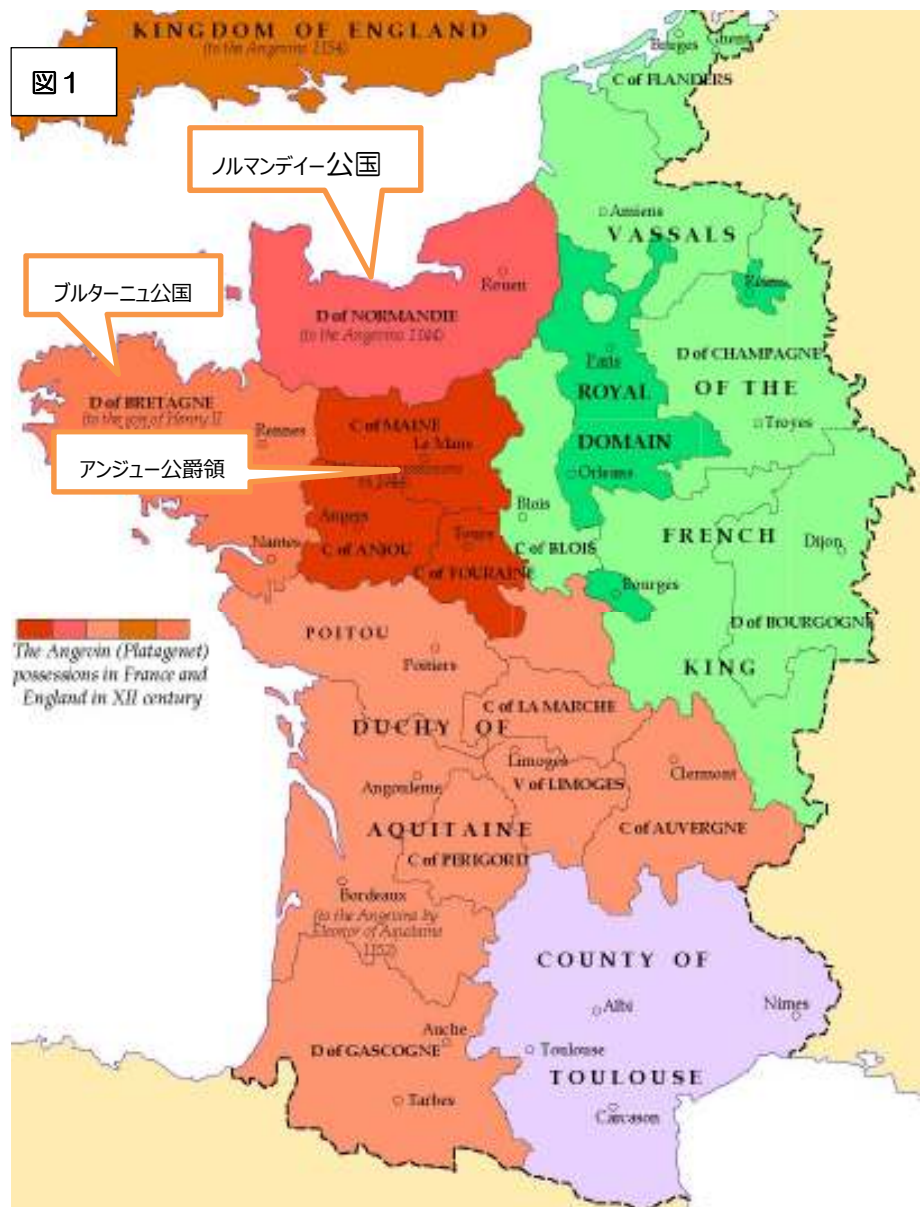 KINGDOM OF ENGLAND
(to the Angevins 1154)
図1
Bruges
Ghent
C of FLANDERS
ノルマンデイー公国
Amiens
VASSALS
ブルターニュ公国
Rouen
Reims
D of NORMANDIE
(to the Angevins 1144)
Paris
D of CHAMPAGNE
ROYAL
OF THE
D of BRETAGNE
(to the son of Henry II
C of MAINE
Troyes
Rennes
Le Mans
DOMAIN
アンジュー公爵領
Orleans
Blois
Angers
FRENCH
Dijon
Tours
Nantes
C of ANJOU
C of BLOIS
C of TOURAINE
Bourges
D of BOURGOGNE
POITOU
The Angevin (Platagenet)
possessions in France and
England in XII century
Poitiers
KING
C of LA MARCHE
DUCHY OF
Limoges
Clermont
Angouleme
V of LIMOGES
AQUITAINE
C of AUVERGNE
C of PERIGORD
Bordeaux
(to the Angevins by
Eleonor of Aquitaine
1152)
COUNTY OF
Albi
Nimes
Auche
D of GASCOGNE
Toulouse
TOULOUSE
Tarbes
Carcason